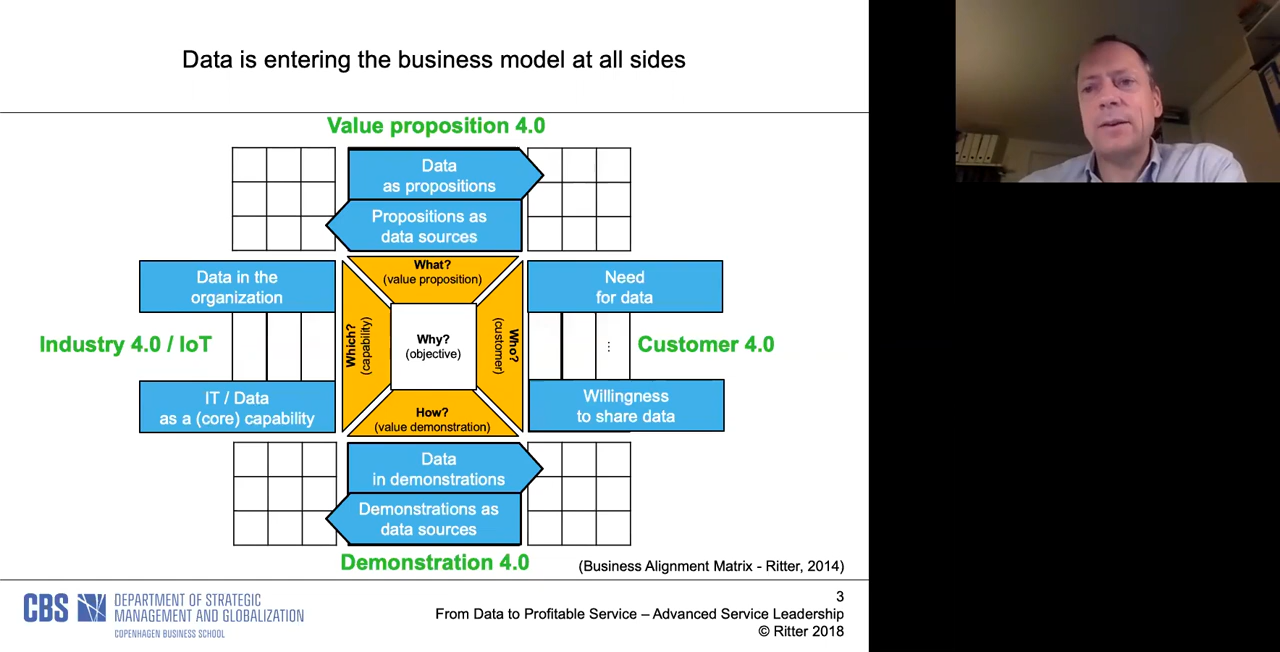 Data is entering the business model at all sides
Value proposition 4.0
Data
as propositions
Propositions as
data sources
Data in the
organization
What?
(value proposition)
Need
for data
Industry 4.0 / IoT
Which?
(capability)
Why?
(objective)
Who?
(customer)
⋮
Customer 4.0
IT / Data
as a (core) capability
How?
(value demonstration)
Willingness
to share data
Data
in demonstrations
Demonstrations as
data sources
Demonstration 4.0
(Business Alignment Matrix - Ritter, 2014)
CBS
DEPARTMENT OF STRATEGIC
MANAGEMENT AND GLOBALIZATION
COPENHAGEN BUSINESS SCHOOL
3
From Data to Profitable Service – Advanced Service Leadership
© Ritter 2018